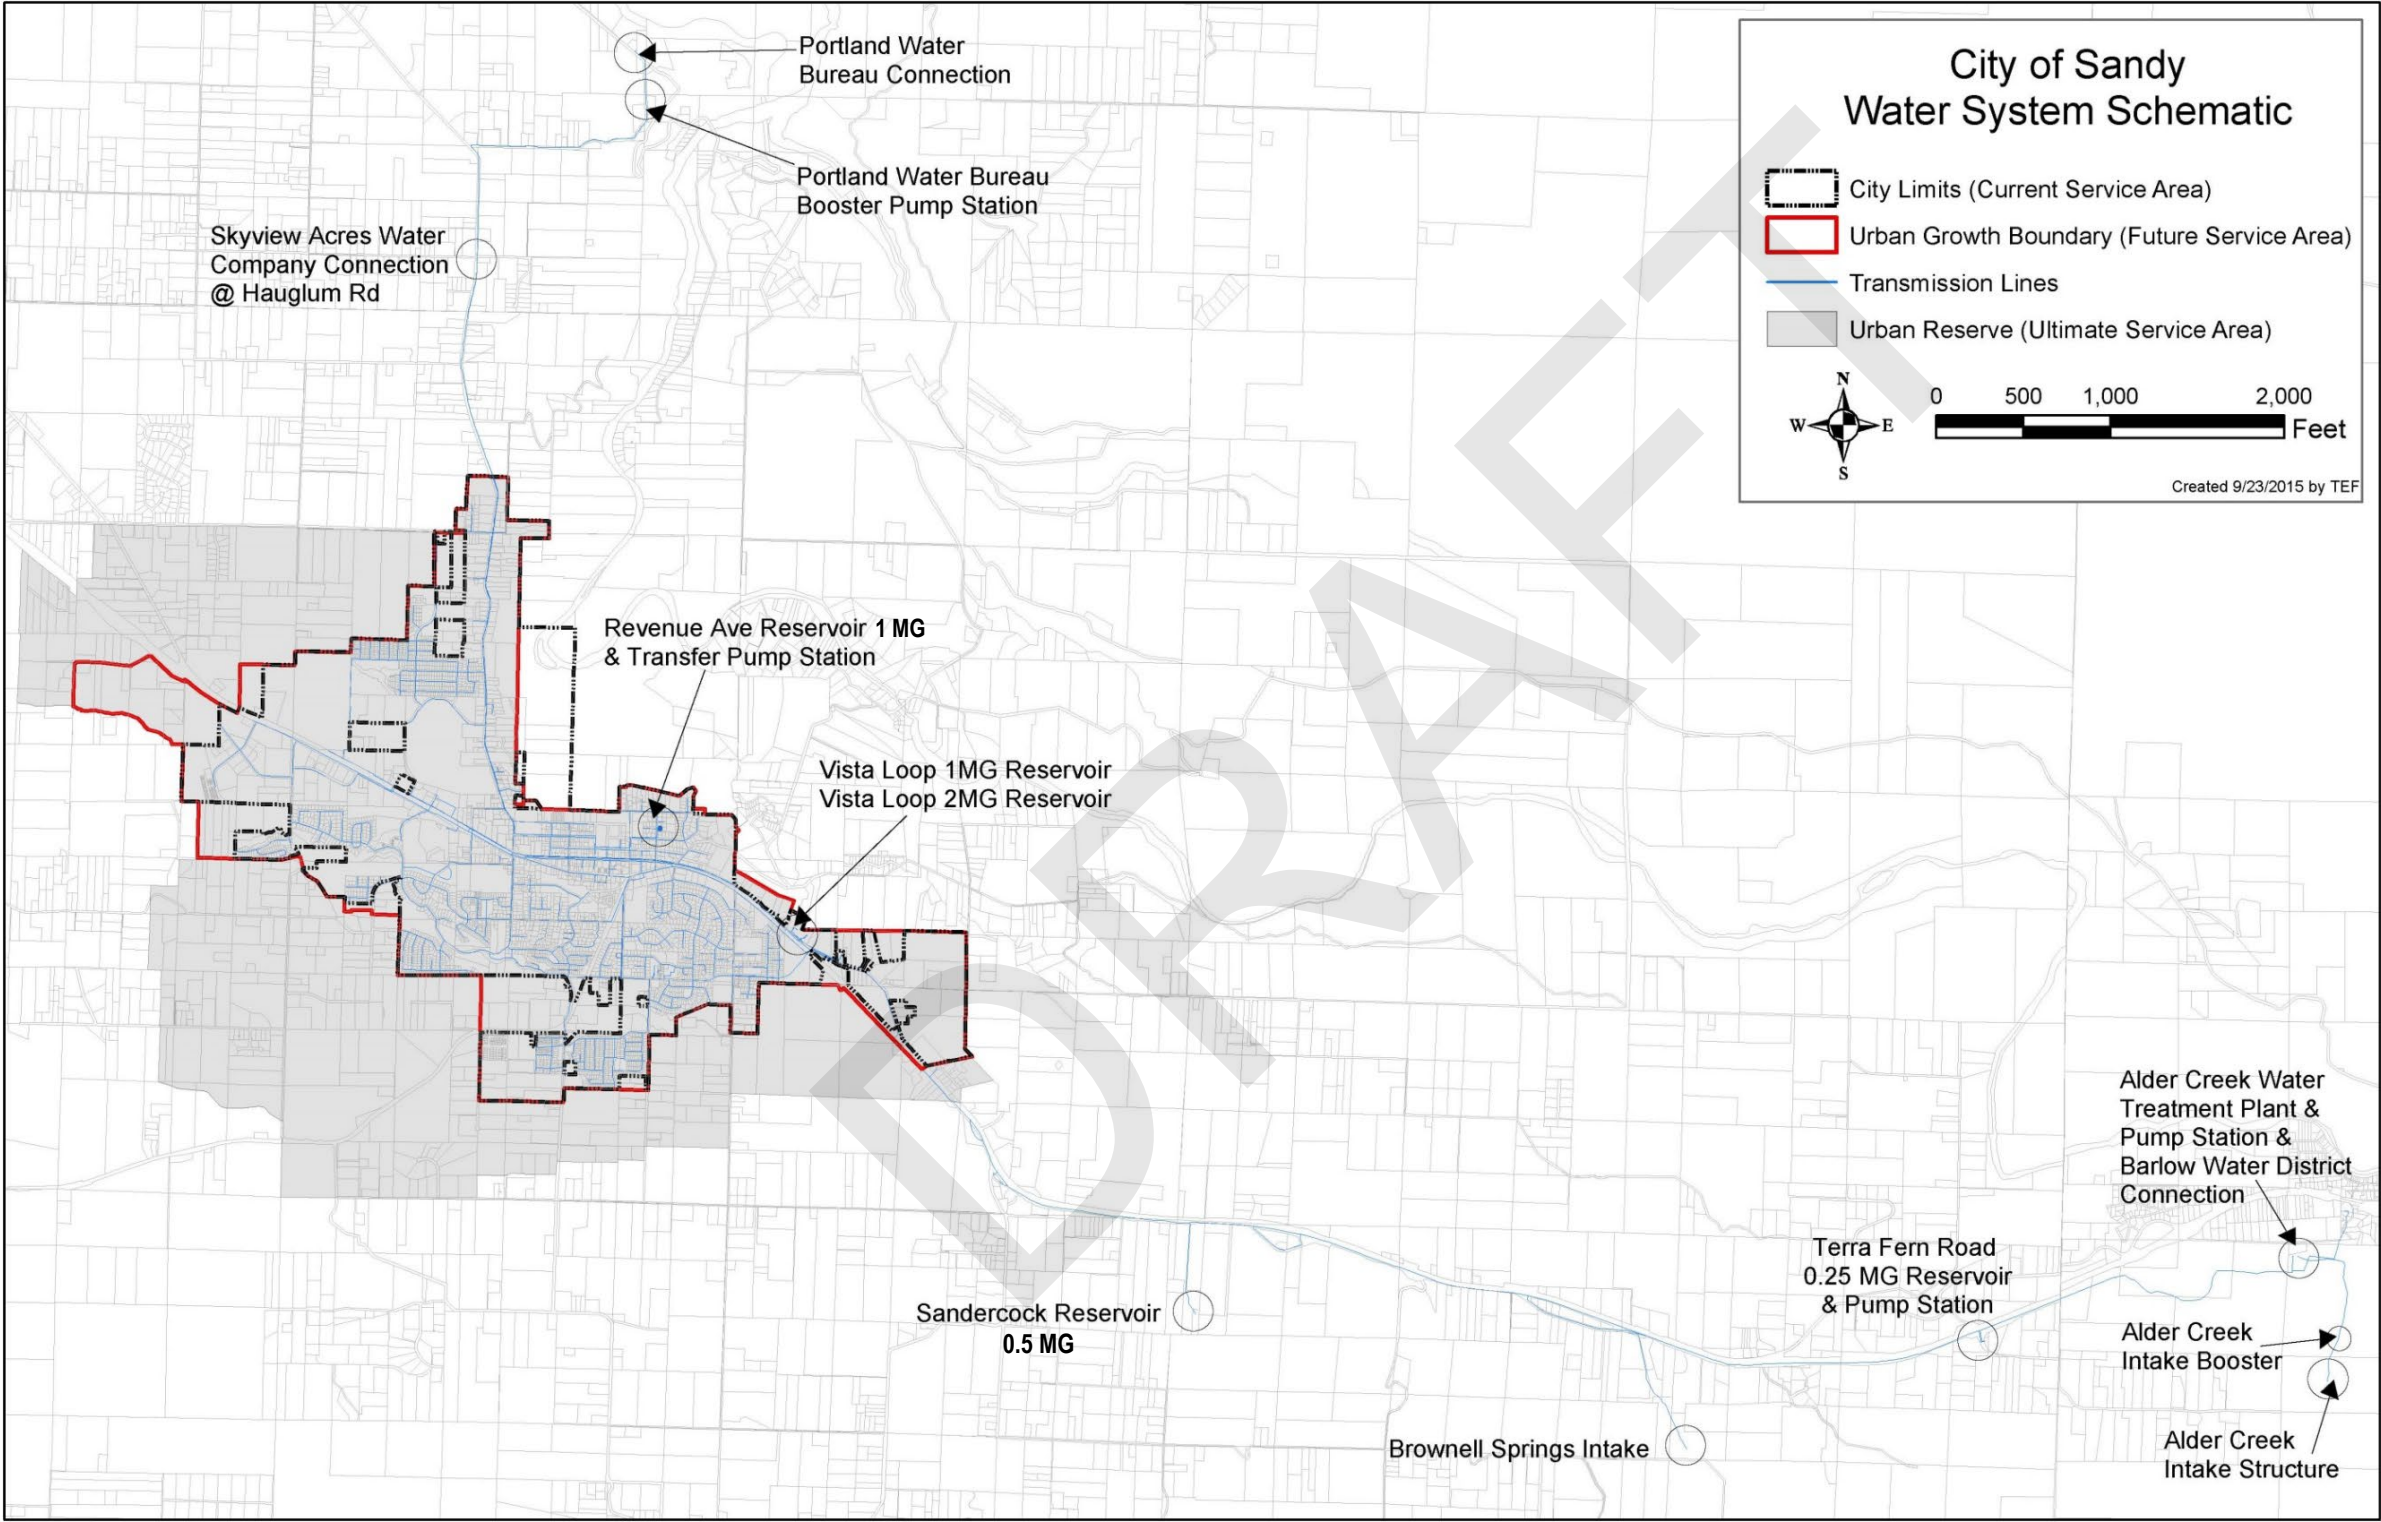 Portland Water
Bureau Connection
Portland Water Bureau
Booster Pump Station
Skyview Acres Water
Company Connection
@ Hauglum Rd
City of Sandy
Water System Schematic
City Limits (Current Service Area)
Urban Growth Boundary (Future Service Area)
Transmission Lines
Urban Reserve (Ultimate Service Area)
N
W E
S
0 500 1,000 2,000
Feet
Created 9/23/2015 by TEF
Revenue Ave Reservoir 1 MG
& Transfer Pump Station
Vista Loop 1MG Reservoir
Vista Loop 2MG Reservoir
Alder Creek Water
Treatment Plant &
Pump Station &
Barlow Water District
Connection
Terra Fern Road
0.25 MG Reservoir
& Pump Station
Sandercock Reservoir
0.5 MG
Alder Creek
Intake Booster
Brownell Springs Intake
Alder Creek
Intake Structure
DRAFT